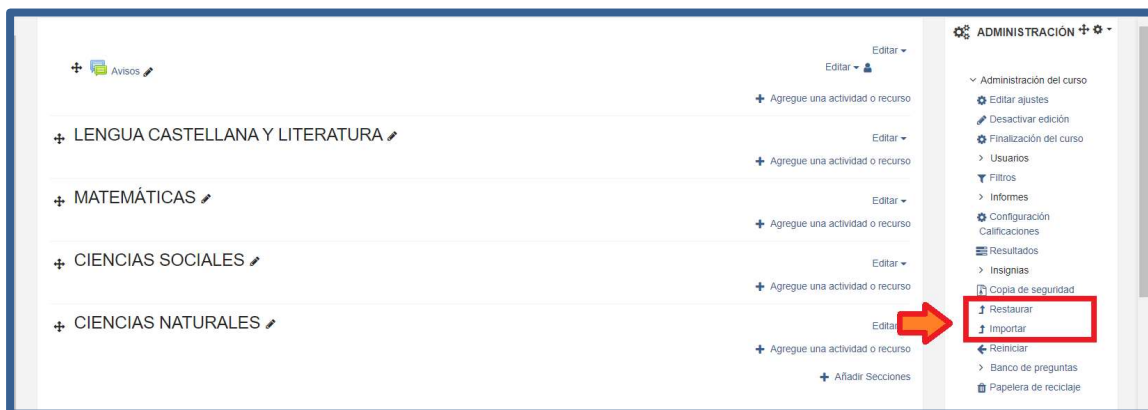 Editar
Avisos
Editar
+ Agregue una actividad o recurso
LENGUA CASTELLANA Y LITERATURA
Editar
+ Agregue una actividad o recurso
MATEMÁTICAS
Editar
+ Agregue una actividad o recurso
CIENCIAS SOCIALES
Editar
+ Agregue una actividad o recurso
CIENCIAS NATURALES
Editar
+ Agregue una actividad o recurso
+ Añadir Secciones
ADMINISTRACIÓN
Administración del curso
Editar ajustes
Desactivar edición
Finalización del curso
> Usuarios
Filtros
> Informes
Configuración
Calificaciones
Resultados
> Insignias
Copia de seguridad
Restaurar
Importar
Reiniciar
> Banco de preguntas
Papelera de reciclaje